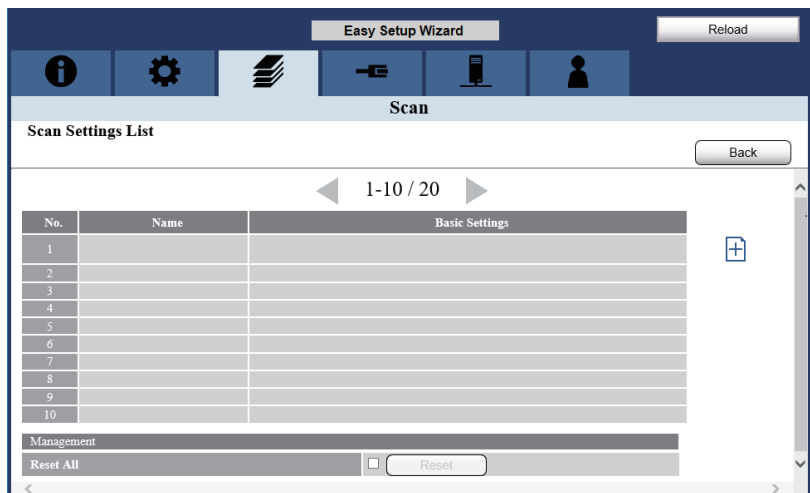 Easy Setup Wizard Reload
Scan
Scan Settings List
Back
1-10 / 20
No. Name Basic Settings
1
2
3
4
5
6
7
8
9
10
Management
Reset All Reset